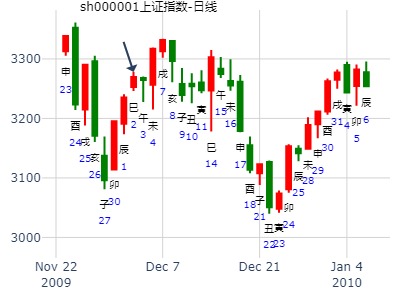 sh000001上证指数-日线
3300
3200
3100
3000
申
23
酉
24
戌
25
亥
26
子
27
卯
30
辰
1
巳
2
午
3
未
4
戌
7
亥
8
子
9
丑
10
寅
11
巳
14
午
15
未
16
申
17
酉
18
子
21
丑
22
寅
23
卯
24
辰
25
未
28
申
29
酉
30
戌
31
寅
4
卯
5
辰
6
Nov 22
2009
Dec 7
Dec 21
Jan 4
2010